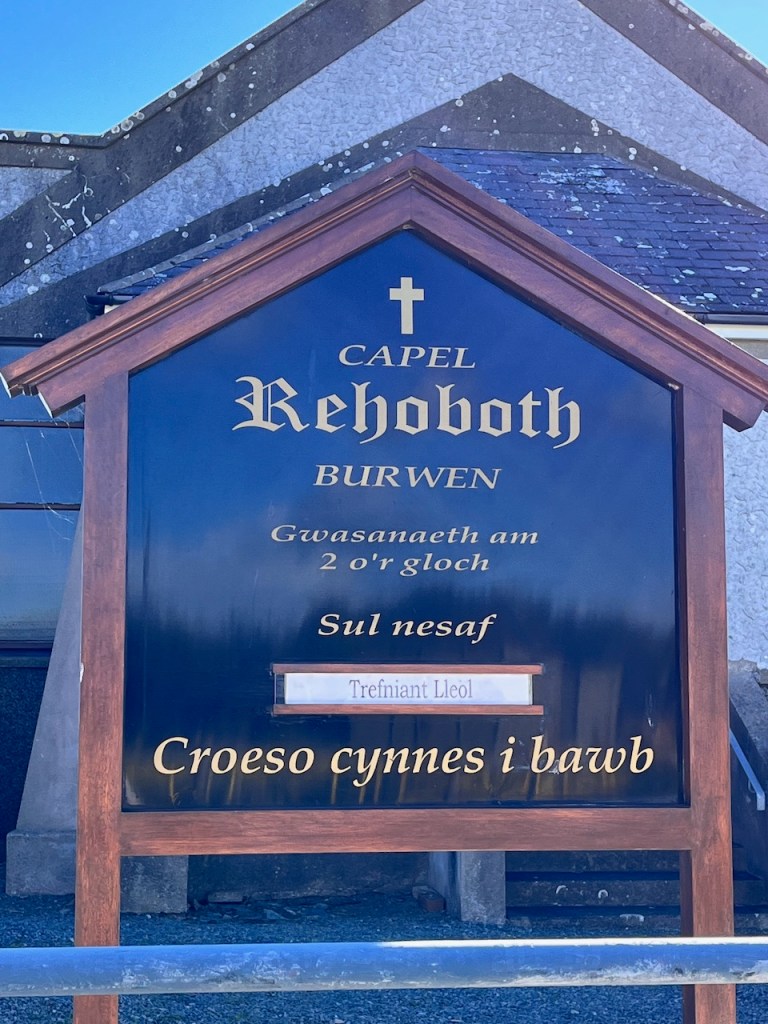 CAPEL
Rehoboth
BURWEN
Gwasanaeth am
2 o'r gloch
Sul nesaf
Trefniant Lleol
Croeso cynnes i bawb